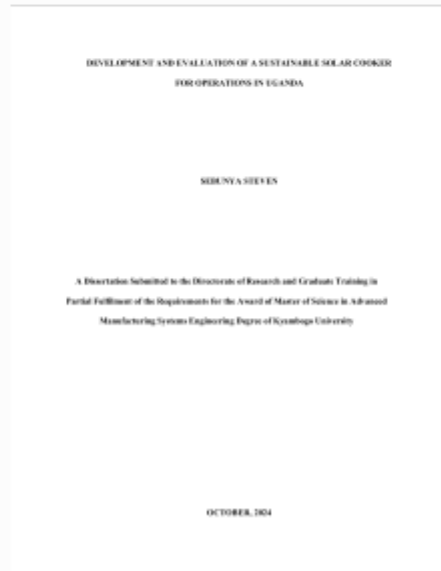 DEVELOPMENT AND EVALUATION OF A SUSTAINABLE SOLAR COOKER
FOR OPERATIONS IN UGANDA
SEBUNYA STEVEN
A Dissertation Submitted to the Directorate of Research and Graduate Training in
Partial Fulfilment of the Requirements for the Award of Master of Science in Advanced
Manufacturing Systems Engineering Degree of Kyambogo University
OCTOBER, 2024